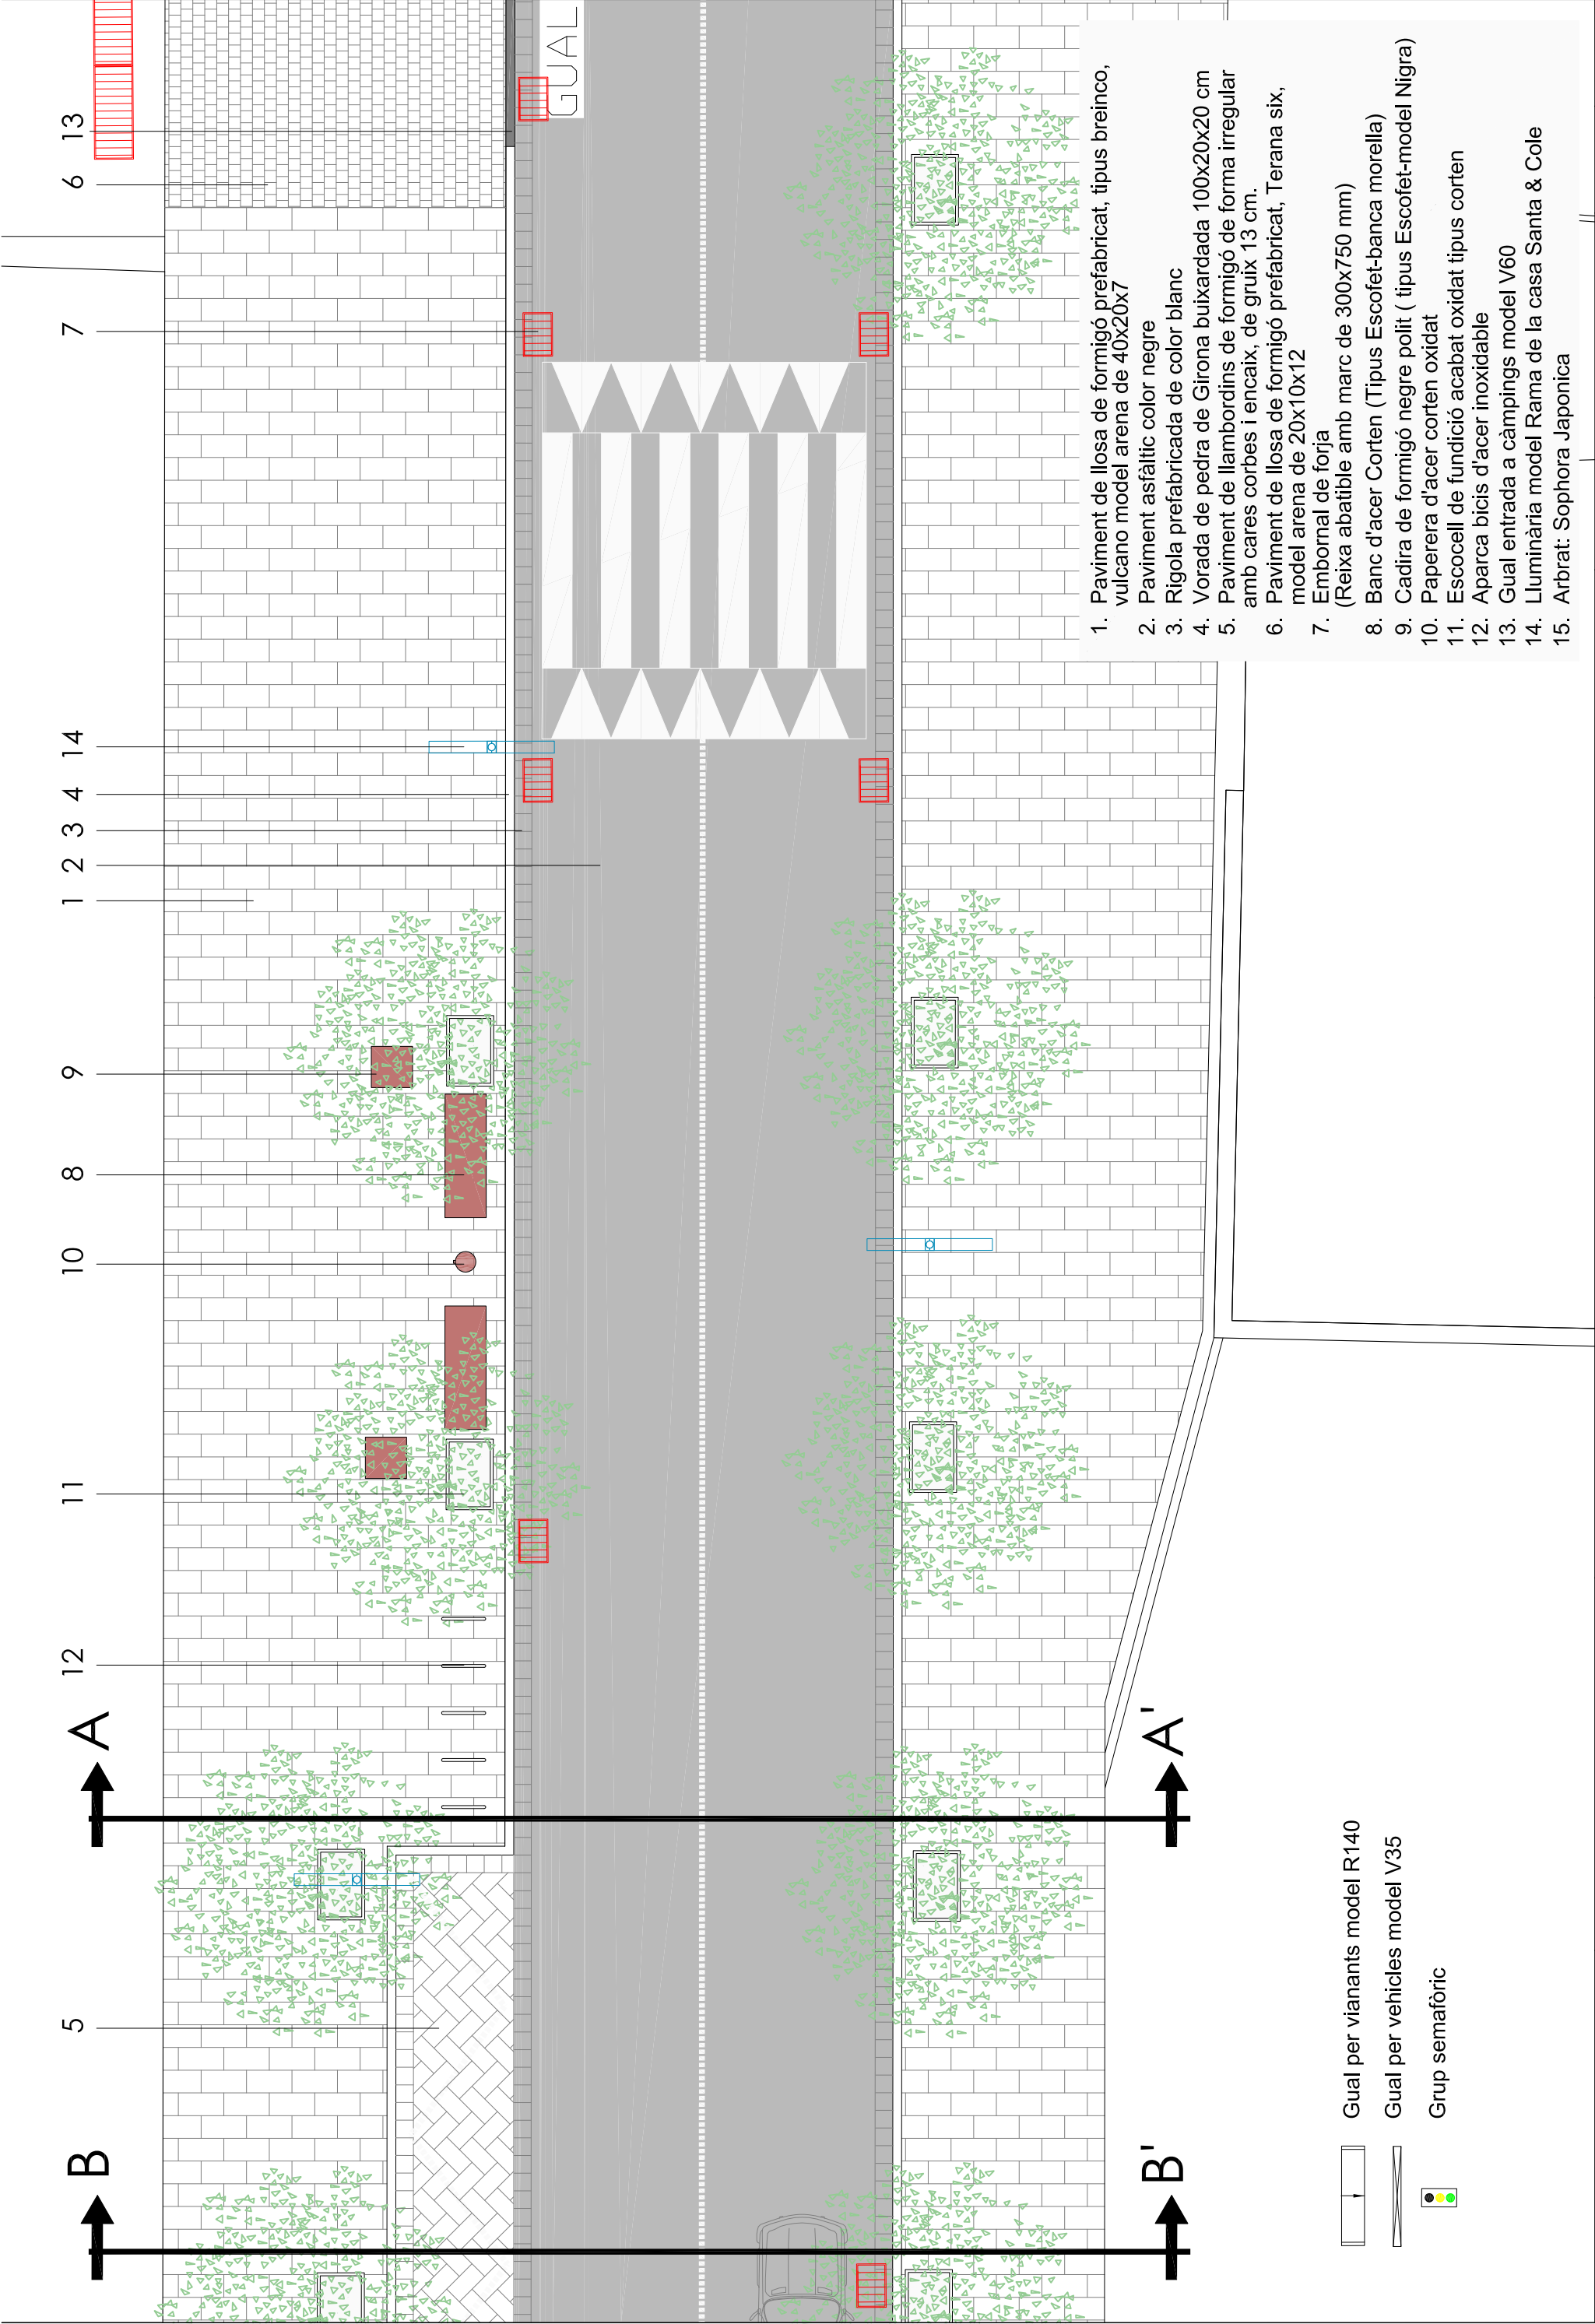 B
A
5
12
11
10
8
9
1
2
3
4
14
7
6
13
GUAL
B'
A'
1. Paviment de llosa de formigó prefabricat, tipus breinco,
vulcano model arena de 40x20x7
2. Paviment asfàltic color negre
3. Rigola prefabricada de color blanc
4. Vorada de pedra de Girona buixardada 100x20x20 cm
5. Paviment de llambordins de formigó de forma irregular
amb cares corbes i encaix, de gruix 13 cm.
6. Paviment de llosa de formigó prefabricat, Terana six,
model arena de 20x10x12
7. Embornal de forja
(Reixa abatible amb marc de 300x750 mm)
8. Banc d'acer Corten (Tipus Escofet-banca morella)
9. Cadira de formigó negre polit ( tipus Escofet-model Nigra)
10. Paperera d'acer corten oxidat
11. Escocell de fundició acabat oxidat tipus corten
12. Aparca bicis d'acer inoxidable
13. Gual entrada a càmpings model V60
14. Lluminària model Rama de la casa Santa & Cole
15. Arbrat: Sophora Japonica
Gual per vianants model R140
Gual per vehicles model V35
Grup semafòric